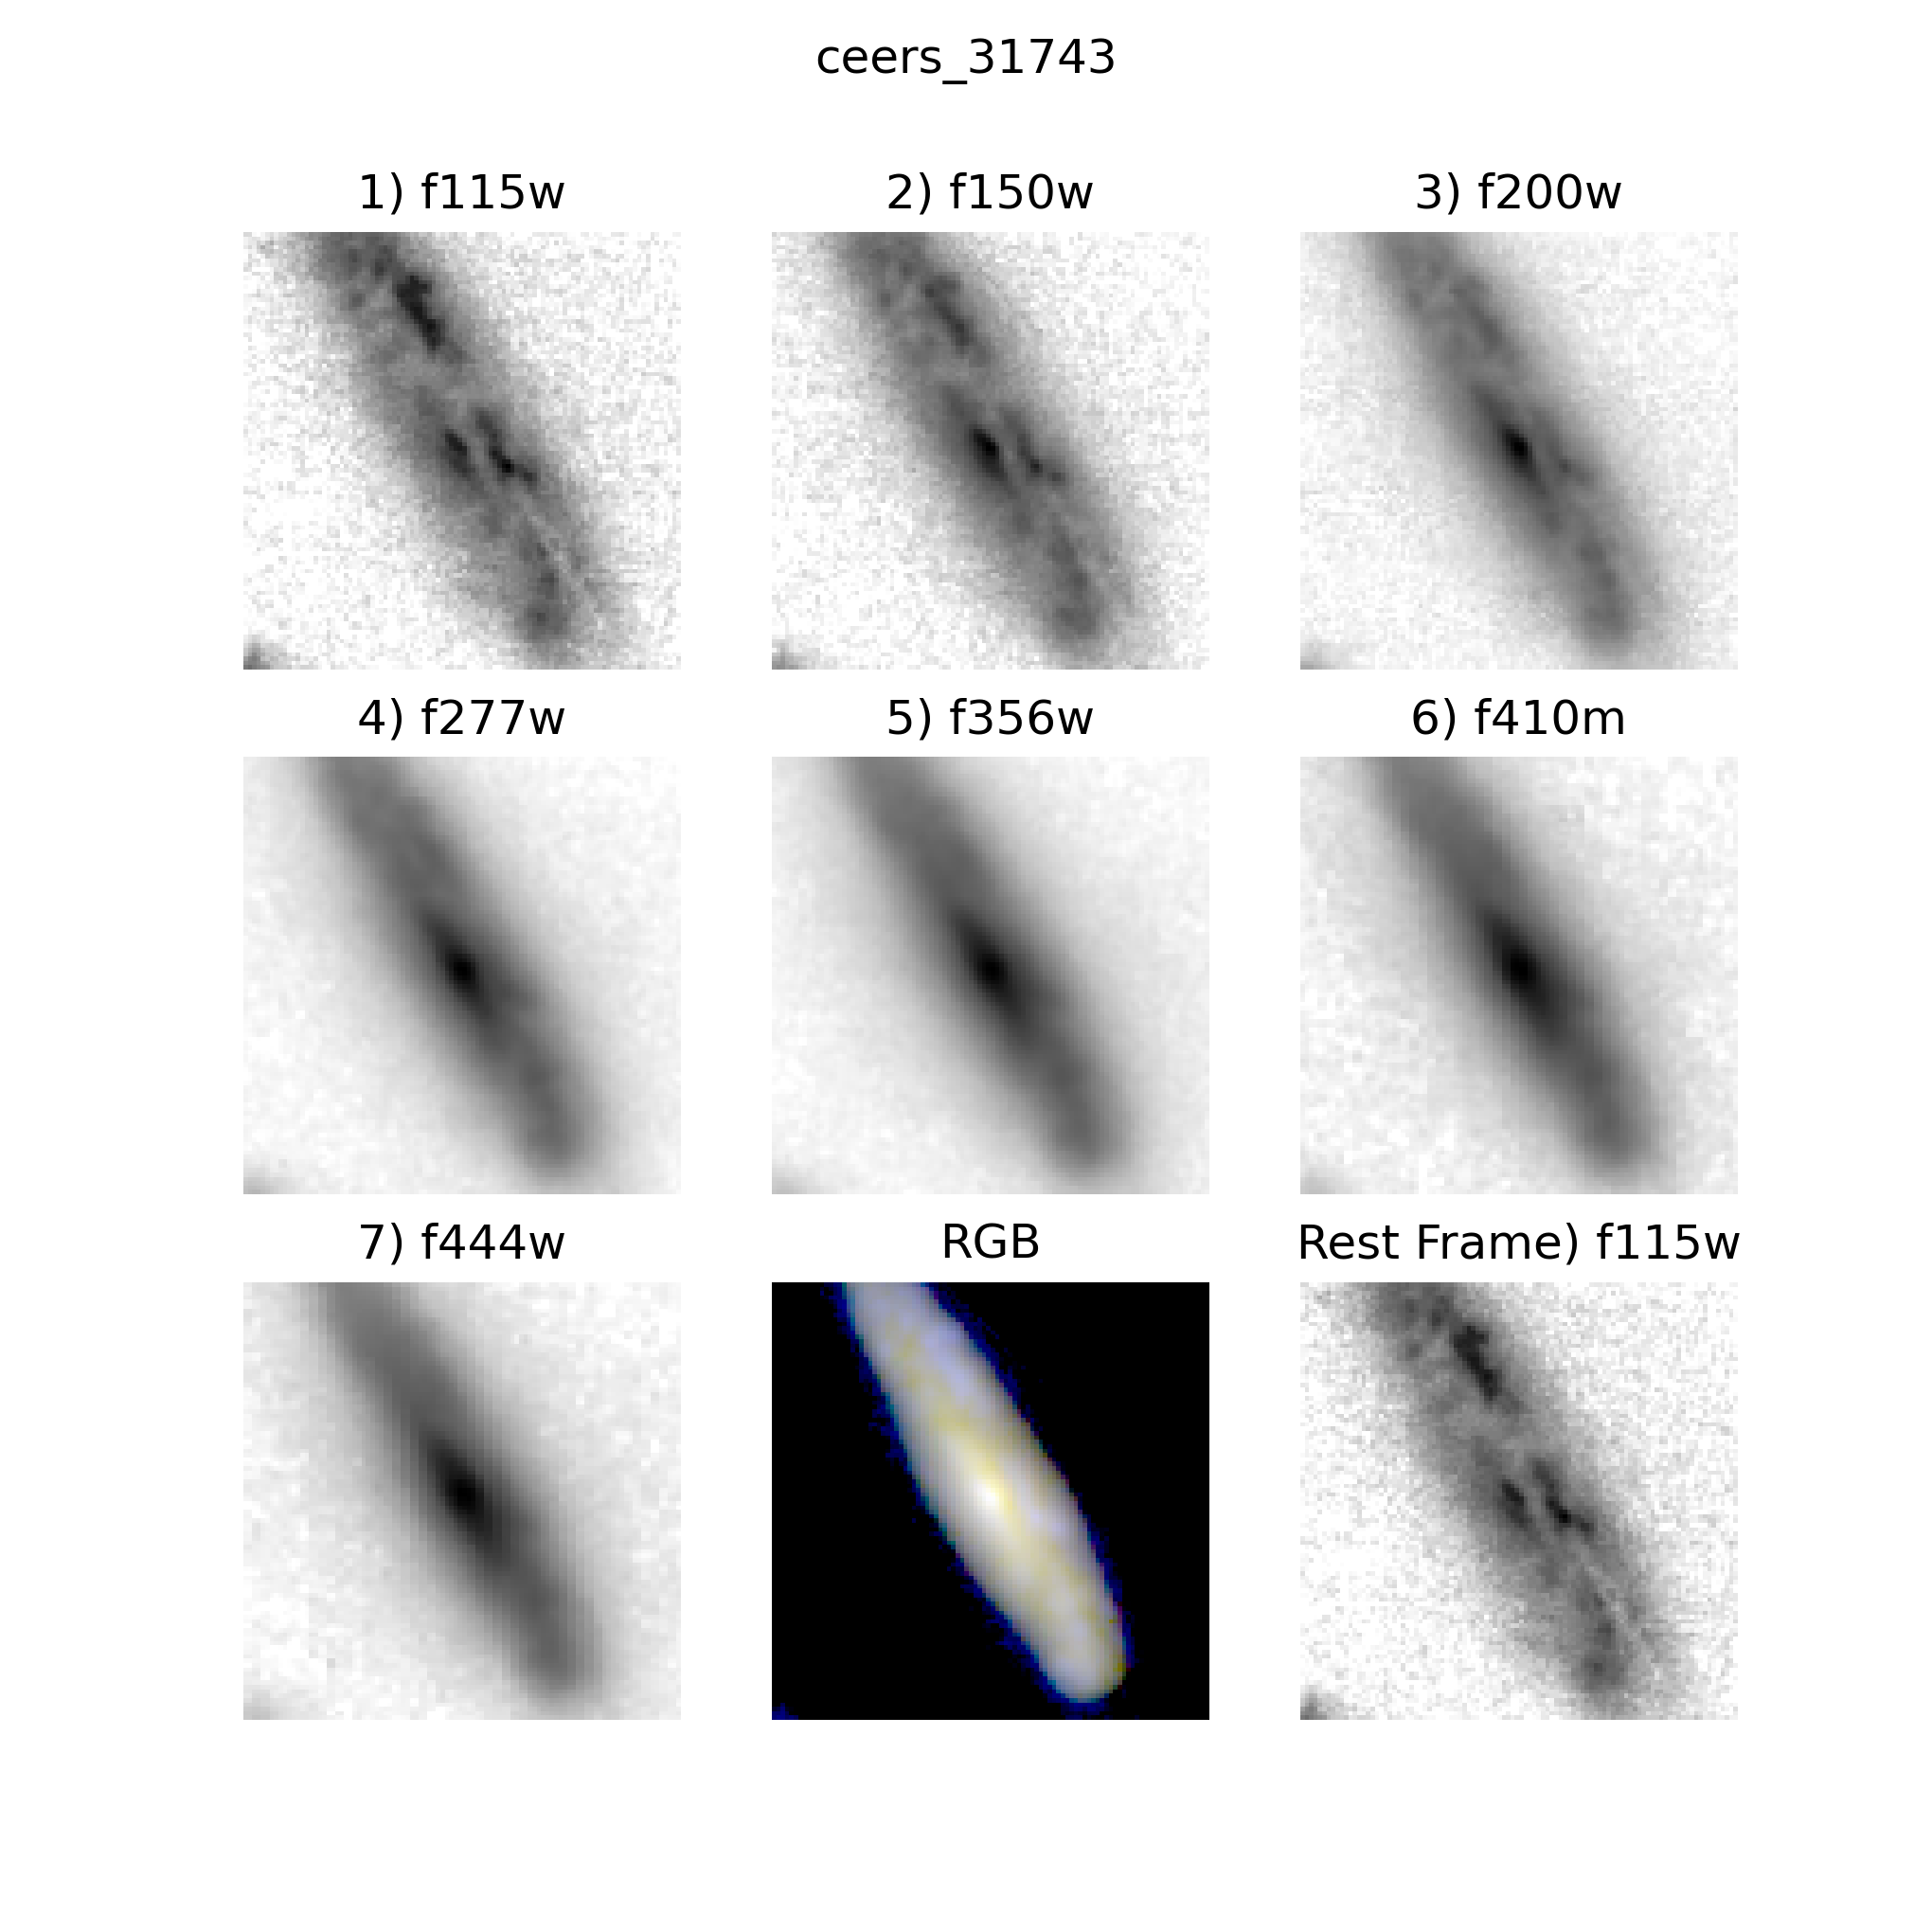 ceers_31743
1) f115w
2) f150w
3) f200w
4) f277w
5) f356w
6) f410m
7) f444w
RGB
Rest Frame) f115w